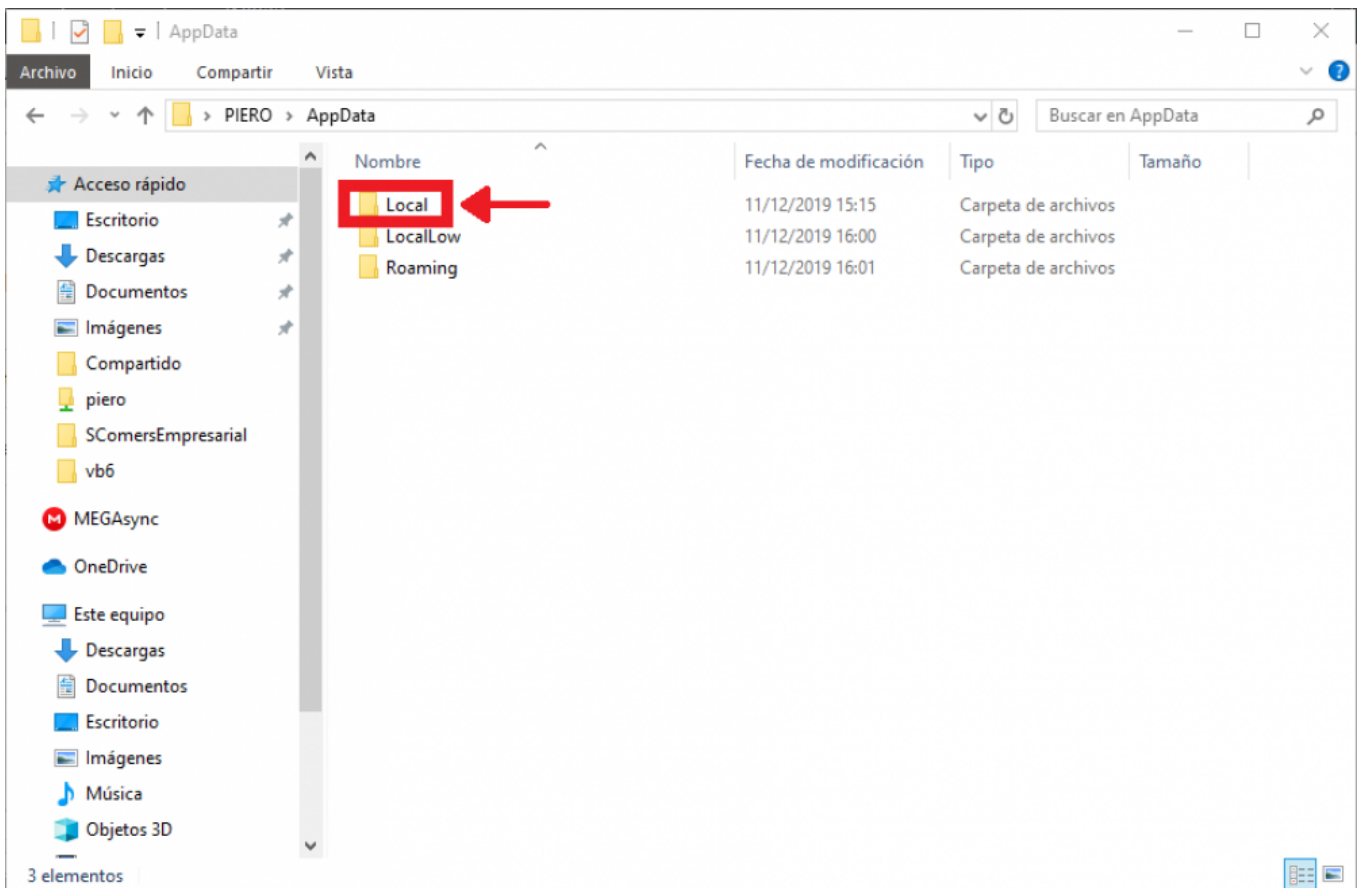 AppData
Archivo Inicio Compartir Vista
PIERO > AppData
Buscar en AppData
Nombre Fecha de modificación Tipo Tamaño
Acceso rápido
Escritorio
Descargas
Documentos
Imágenes
Compartido
piero
SComersEmpresarial
vb6
MEGAsync
OneDrive
Este equipo
Descargas
Documentos
Escritorio
Imágenes
Música
Objetos 3D
Local 11/12/2019 15:15 Carpeta de archivos
LocalLow 11/12/2019 16:00 Carpeta de archivos
Roaming 11/12/2019 16:01 Carpeta de archivos
3 elementos